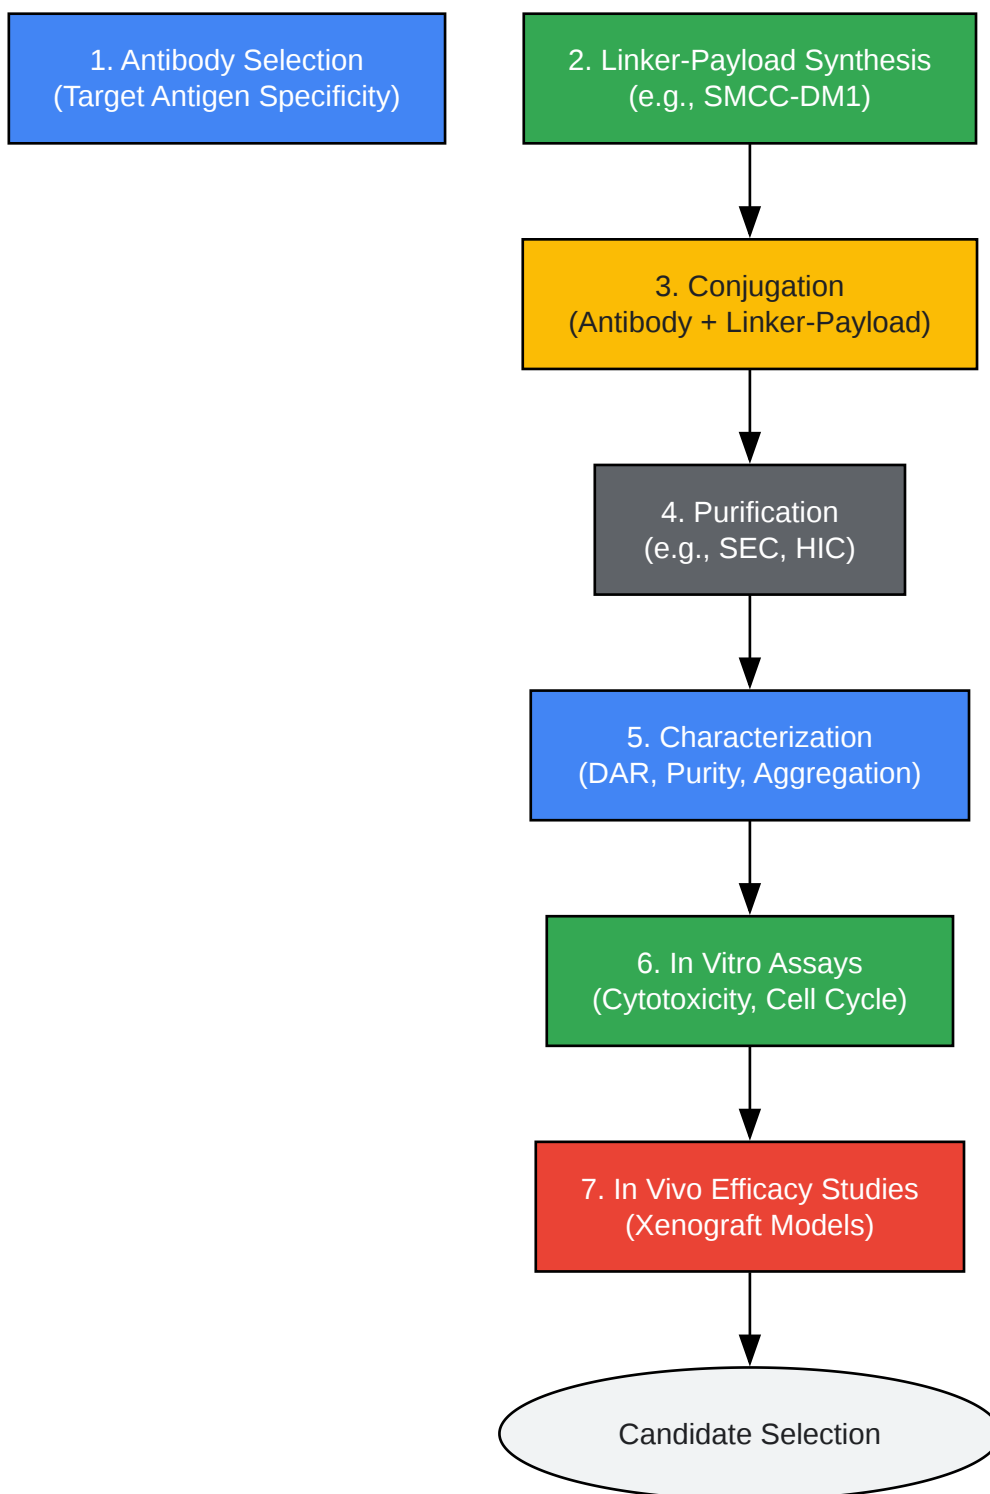 1. Antibody Selection
(Target Antigen Specificity)
2. Linker-Payload Synthesis
(e.g., SMCC-DM1)
3. Conjugation
(Antibody + Linker-Payload)
4. Purification
(e.g., SEC, HIC)
5. Characterization
(DAR, Purity, Aggregation)
6. In Vitro Assays
(Cytotoxicity, Cell Cycle)
7. In Vivo Efficacy Studies
(Xenograft Models)
Candidate Selection